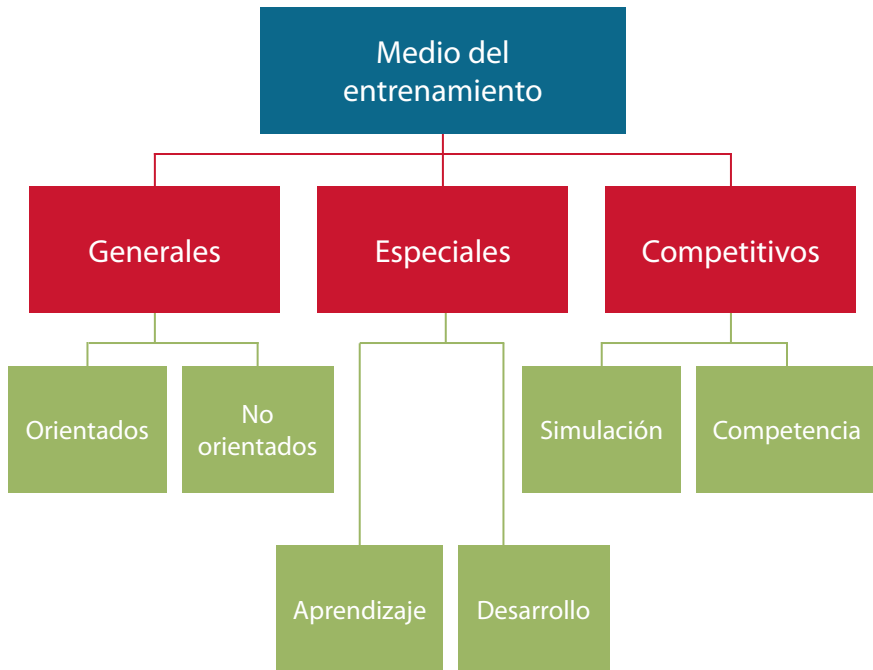 Medio del
entrenamiento
Generales
Especiales
Competitivos
Orientados
No
orientados
Simulación
Competencia
Aprendizaje
Desarrollo